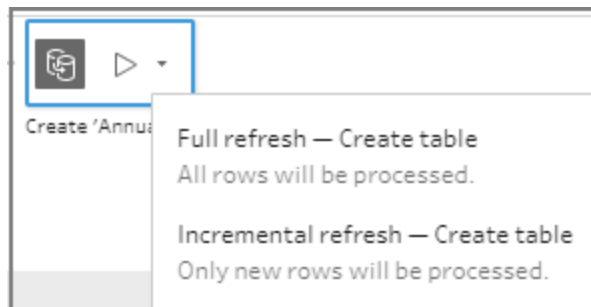 Create 'Annua
Full refresh — Create table
All rows will be processed.
Incremental refresh — Create table
Only new rows will be processed.